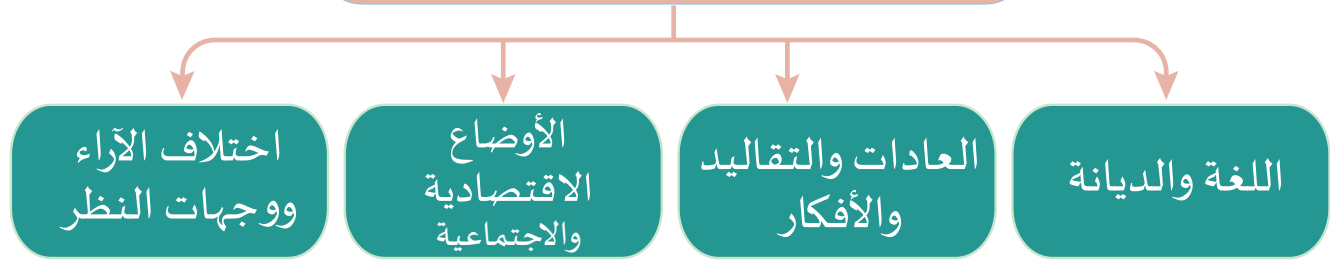 اللغة والديانة
العادات والتقاليد
والأفكار
الأوضاع
الاقتصادية
والاجتماعية
اختلاف الآراء
ووجهات النظر